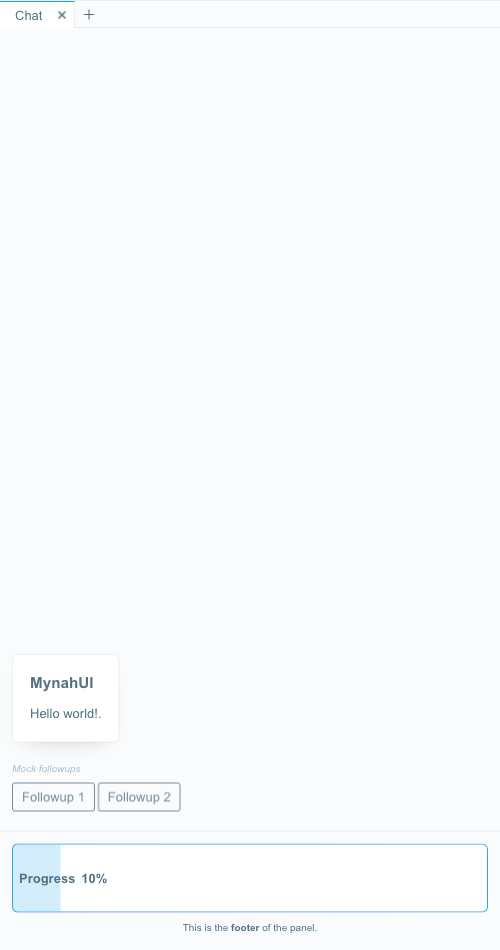 Chat
MynahUI
Hello world!.
Mock followups
Followup 1 Followup 2
Progress 10%
This is the footer of the panel.